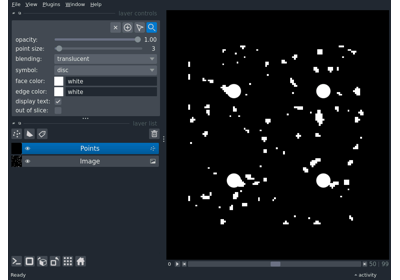 File View Plugins Window Help
layer controls
opacity: 1.00
point size: 3
blending: translucent
symbol: disc
face color: white
edge color: white
display text:
out of slice:
layer list
Points
Image
50 99
Ready
activity